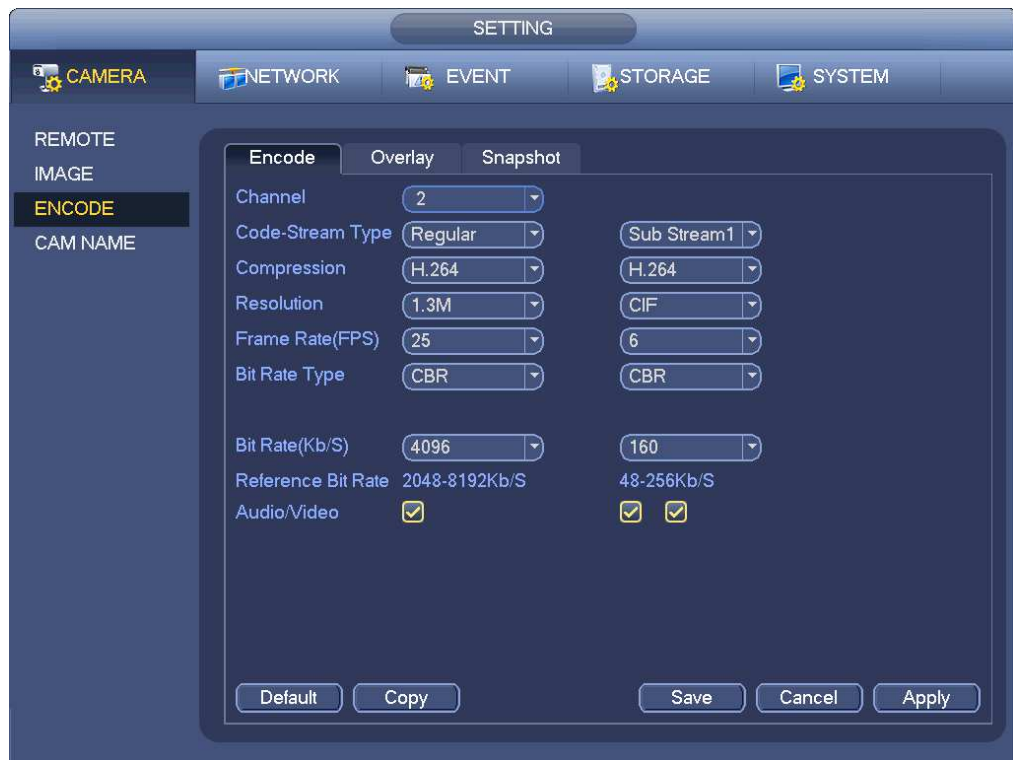 SETTING
CAMERA NETWORK EVENT STORAGE SYSTEM
REMOTE
IMAGE
ENCODE
CAM NAME
Encode Overlay Snapshot
Channel 2
Code-Stream Type Regular Sub Stream1
Compression H.264 H.264
Resolution 1.3M CIF
Frame Rate(FPS) 25 6
Bit Rate Type CBR CBR
Bit Rate(Kb/S) 4096 160
Reference Bit Rate 2048-8192Kb/S 48-256Kb/S
Audio/Video
Default Copy Save Cancel Apply